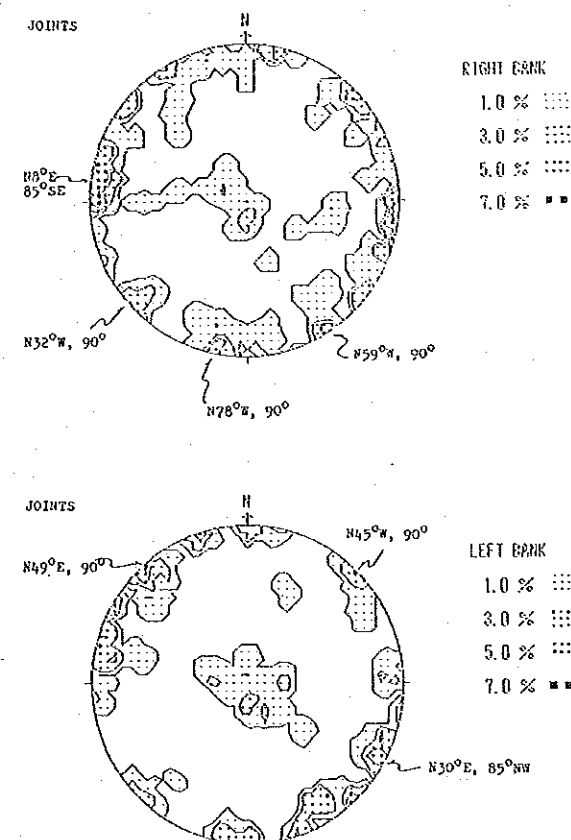 JOINTS
N
RIGHT BANK
1.0 %
3.0 %
5.0 %
7.0 %
N8°E
85°SE
N32°W, 90°
N59°W, 90°
N78°W, 90°
JOINTS
N
N45°W, 90°
N49°E, 90°
LEFT BANK
1.0 %
3.0 %
5.0 %
7.0 %
N30°E, 85°NW